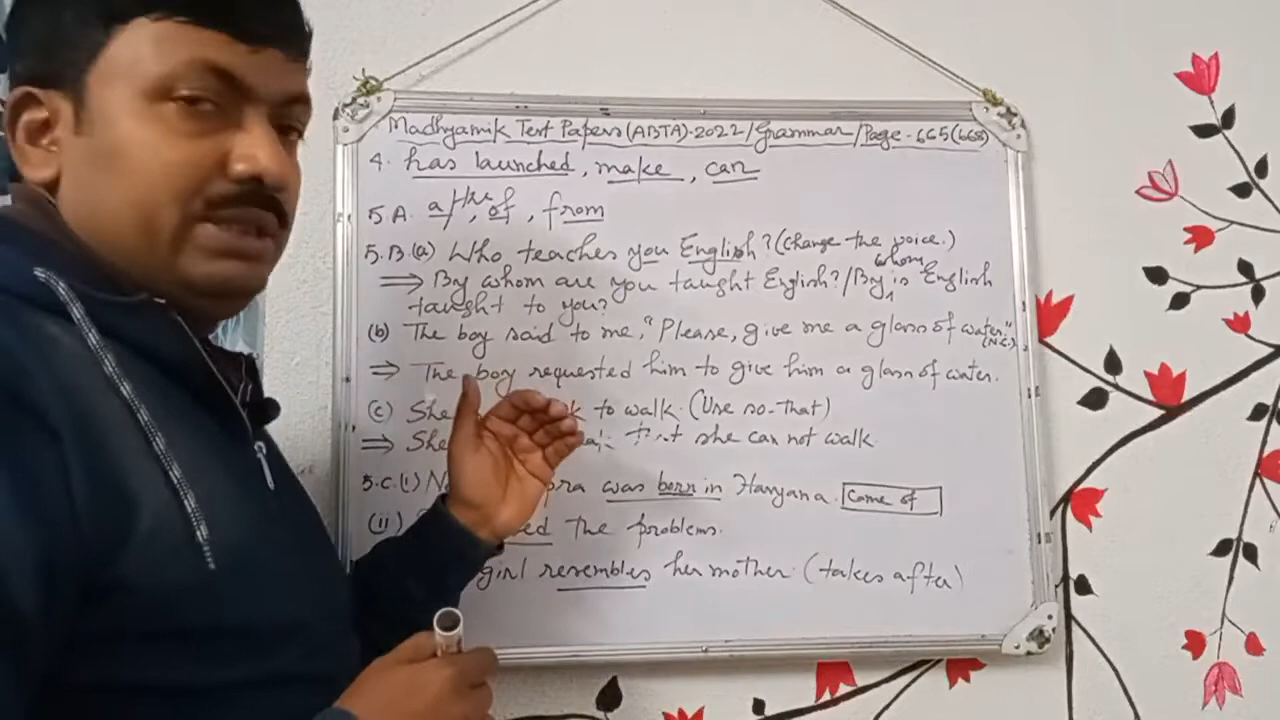 Madhyamik Test Papers (ABTA)-2022/Grammar/Page-665(668)
4. has launched, make, can
5A. a/the, of, from
5.B.(a) Who teaches you English? (Change the voice.)
⇒ By whom are you taught English?/By whom is English
taught to you?
(b) The boy said to me, "Please, give me a glass of water." (N.C.)
⇒ The boy requested him to give him a glass of water.
(c) She to walk. (Use so-that)
⇒ She that she can not walk
5.C.(i) was born in Haryana. Come of
(ii) the problems.
girl resembles her mother. (takes after)